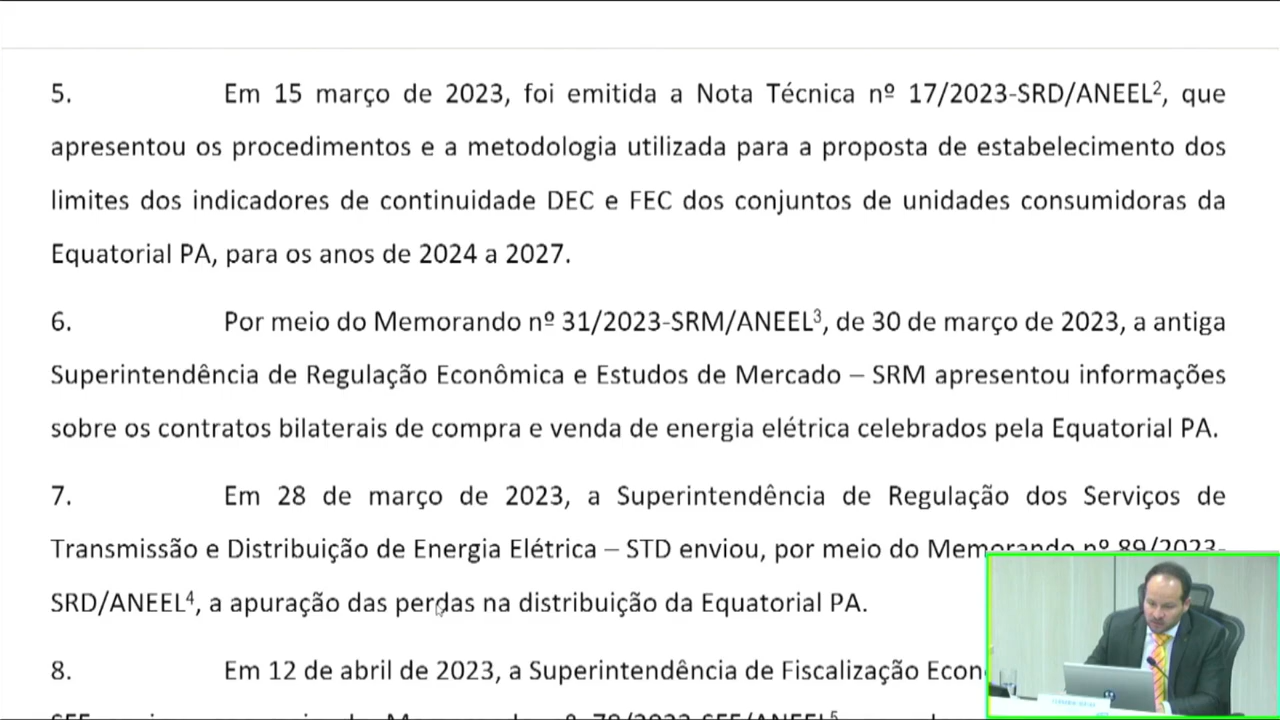 5. Em 15 março de 2023, foi emitida a Nota Técnica nº 17/2023-SRD/ANEEL², que
apresentou os procedimentos e a metodologia utilizada para a proposta de estabelecimento dos
limites dos indicadores de continuidade DEC e FEC dos conjuntos de unidades consumidoras da
Equatorial PA, para os anos de 2024 a 2027.
6. Por meio do Memorando nº 31/2023-SRM/ANEEL³, de 30 de março de 2023, a antiga
Superintendência de Regulação Econômica e Estudos de Mercado – SRM apresentou informações
sobre os contratos bilaterais de compra e venda de energia elétrica celebrados pela Equatorial PA.
7. Em 28 de março de 2023, a Superintendência de Regulação dos Serviços de
Transmissão e Distribuição de Energia Elétrica – STD enviou, por meio do Memorando nº 89/2023-
SRD/ANEEL⁴, a apuração das perdas na distribuição da Equatorial PA.
8. Em 12 de abril de 2023, a Superintendência de Fiscalização